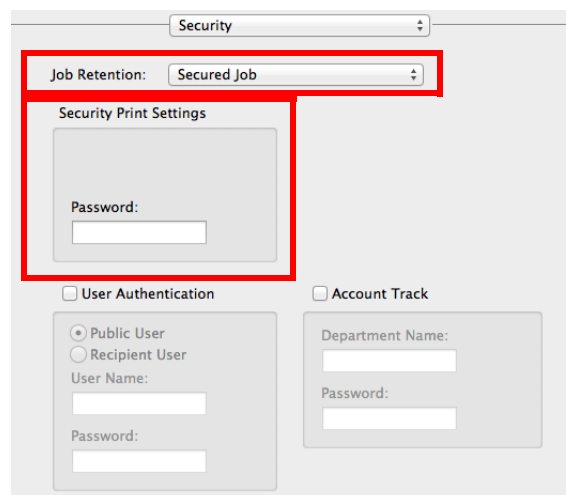 Security
Job Retention: Secured Job
Security Print Settings
Password:
User Authentication
Account Track
Public User
Recipient User
User Name:
Password:
Department Name:
Password: